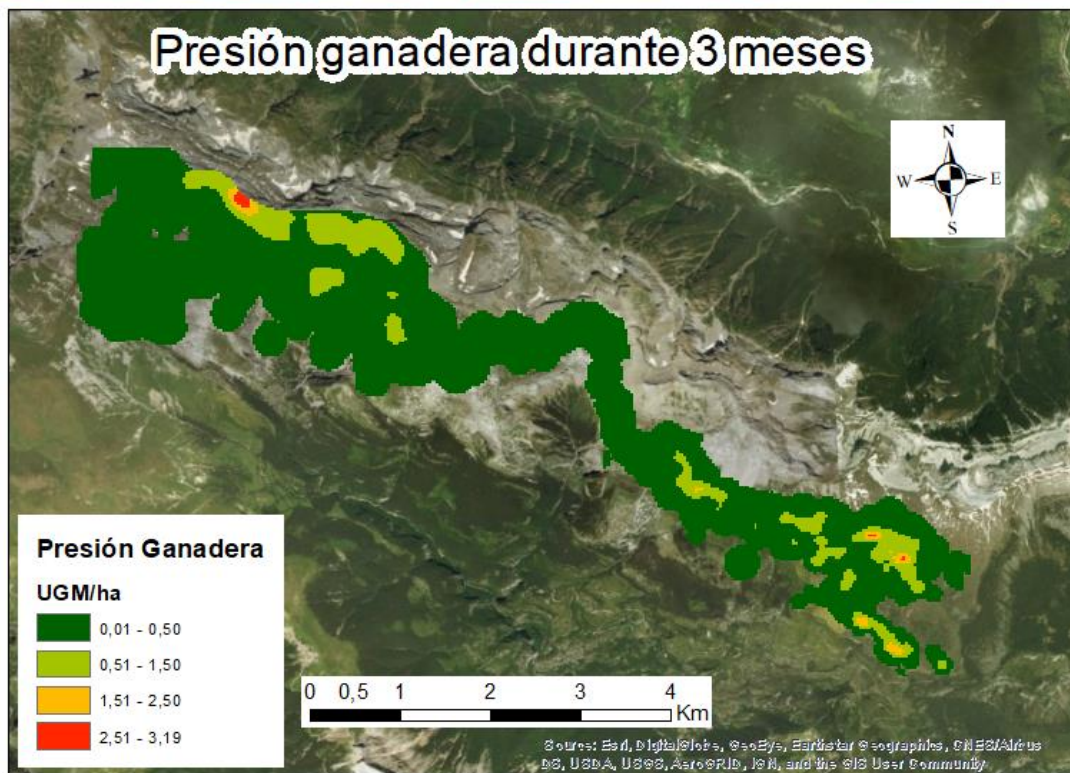 Presión ganadera durante 3 meses
N
W E
S
Presión Ganadera
UGM/ha
0,01 - 0,50
0,51 - 1,50
1,51 - 2,50
2,51 - 3,19
0 0,5 1 2 3 4
Km
Source: Esri, DigitalGlobe, GeoEye, Earthstar Geographics, CNES/Airbus
DS, USDA, USGS, AeroGRID, IGN, and the GIS User Community